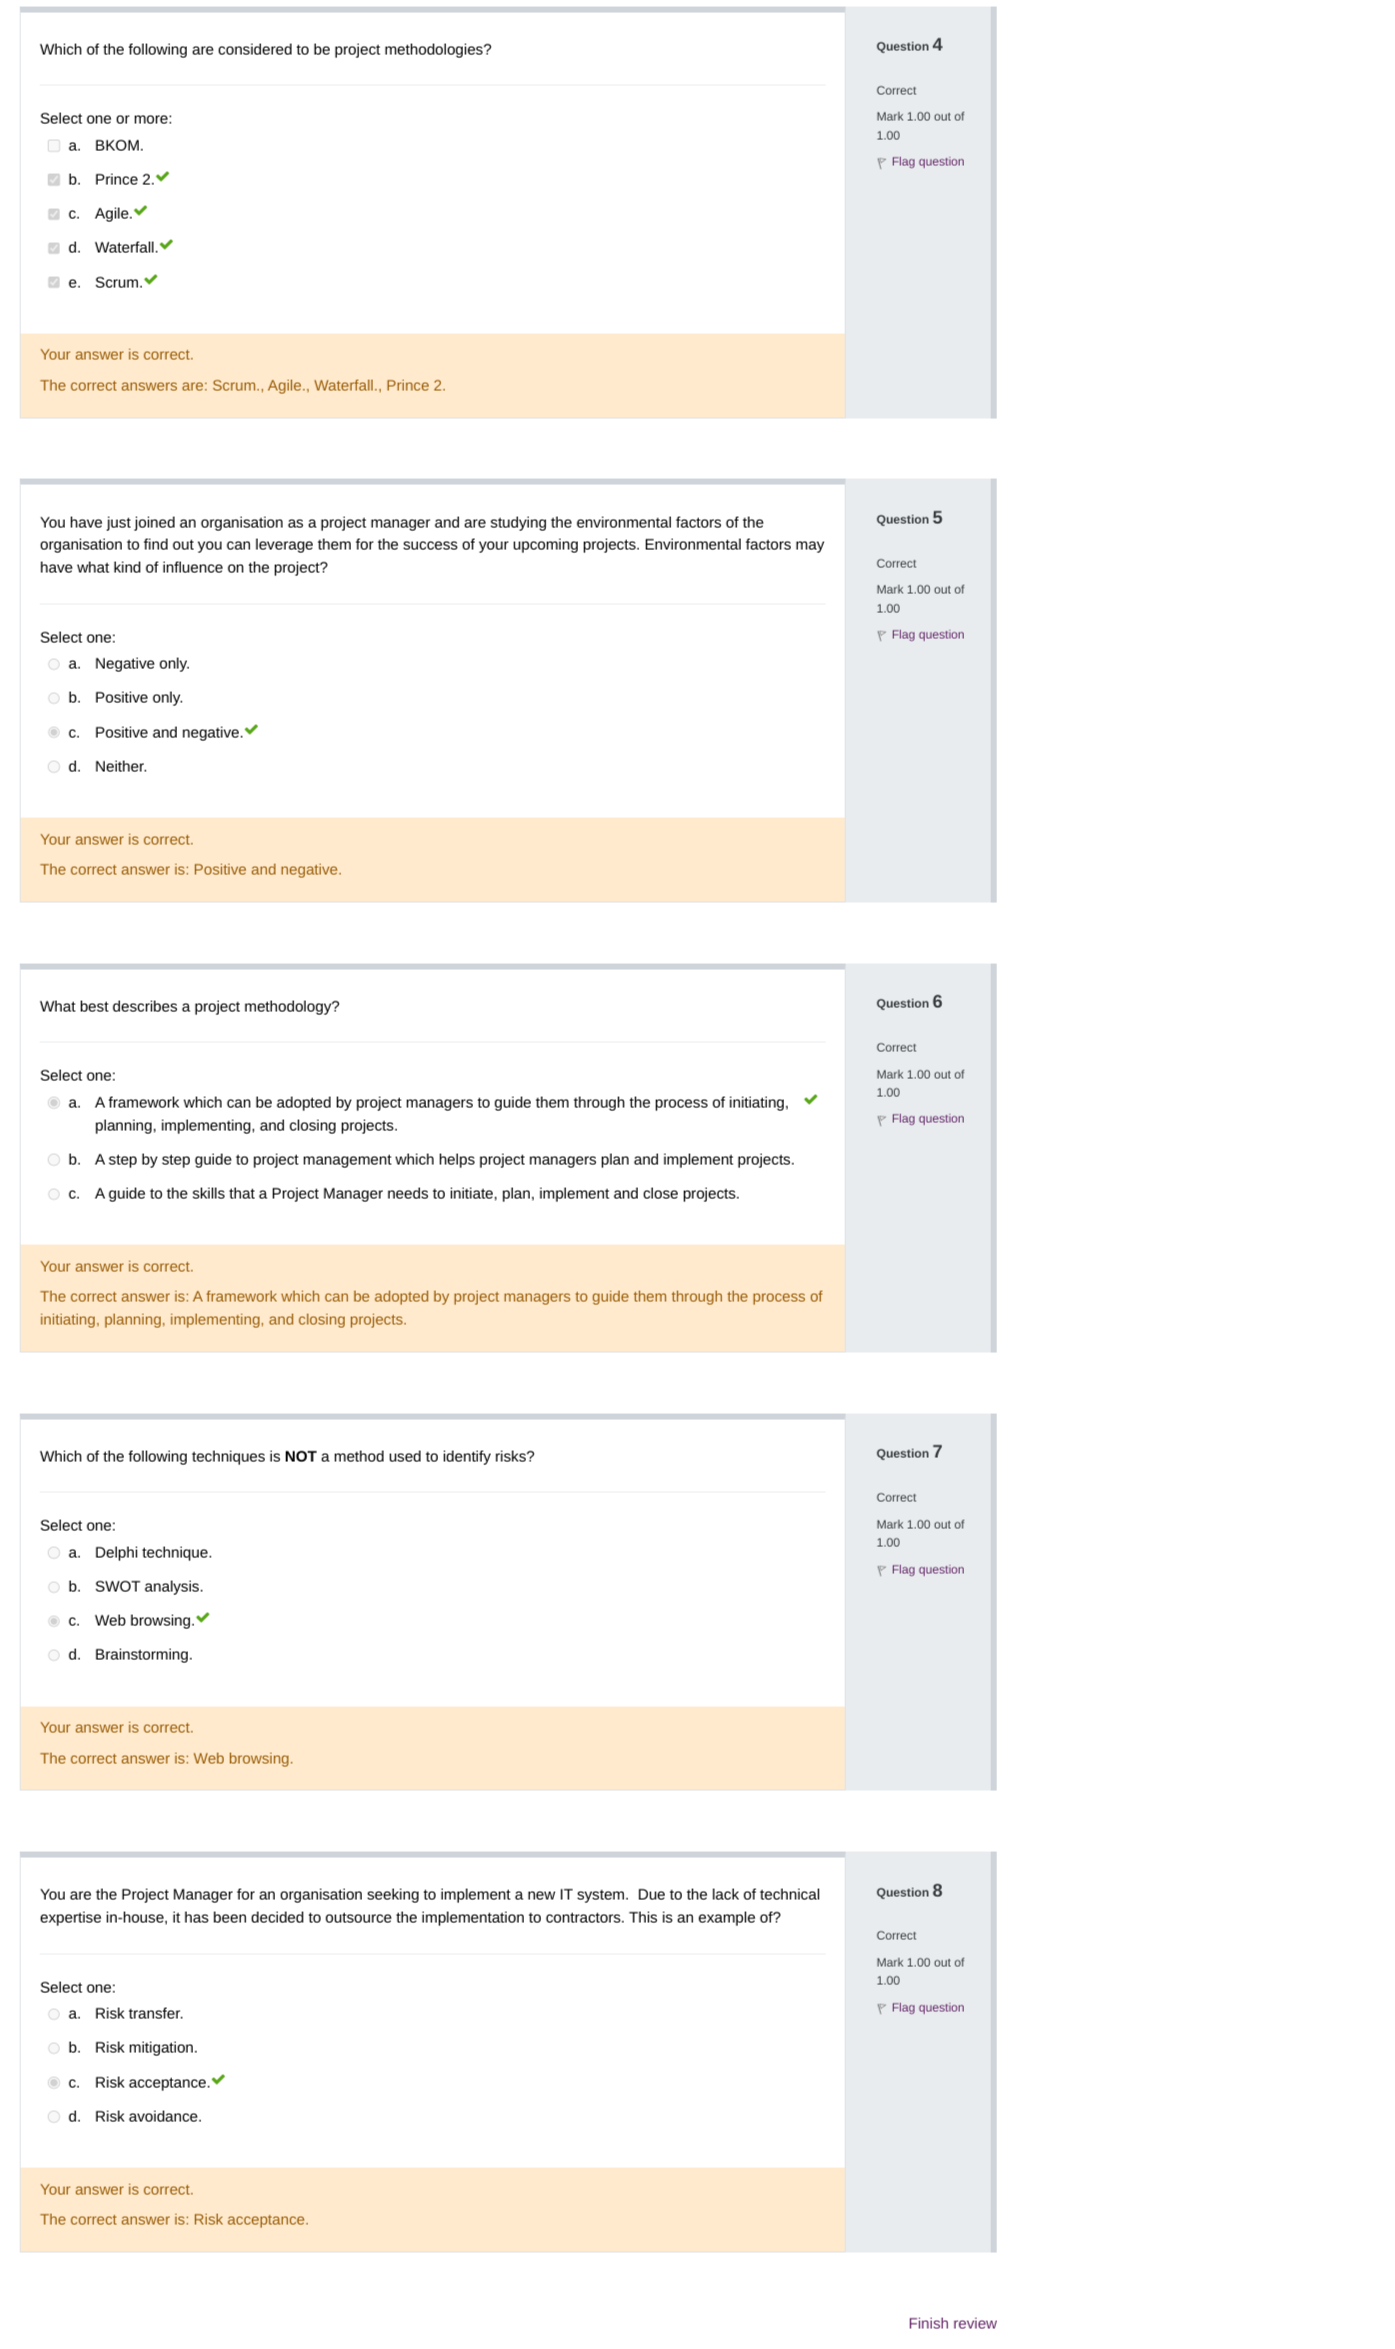 Which of the following are considered to be project methodologies?
Select one or more:
a. BKOM.
b. Prince 2.
c. Agile.
d. Waterfall.
e. Scrum.
Your answer is correct.
The correct answers are: Scrum., Agile., Waterfall., Prince 2.
Question 4
Correct
Mark 1.00 out of
1.00
Flag question
You have just joined an organisation as a project manager and are studying the environmental factors of the
organisation to find out you can leverage them for the success of your upcoming projects. Environmental factors may
have what kind of influence on the project?
Select one:
a. Negative only.
b. Positive only.
c. Positive and negative.
d. Neither.
Your answer is correct.
The correct answer is: Positive and negative.
Question 5
Correct
Mark 1.00 out of
1.00
Flag question
What best describes a project methodology?
Select one:
a. A framework which can be adopted by project managers to guide them through the process of initiating,
planning, implementing, and closing projects.
b. A step by step guide to project management which helps project managers plan and implement projects.
c. A guide to the skills that a Project Manager needs to initiate, plan, implement and close projects.
Your answer is correct.
The correct answer is: A framework which can be adopted by project managers to guide them through the process of
initiating, planning, implementing, and closing projects.
Question 6
Correct
Mark 1.00 out of
1.00
Flag question
Which of the following techniques is NOT a method used to identify risks?
Select one:
a. Delphi technique.
b. SWOT analysis.
c. Web browsing.
d. Brainstorming.
Your answer is correct.
The correct answer is: Web browsing.
Question 7
Correct
Mark 1.00 out of
1.00
Flag question
You are the Project Manager for an organisation seeking to implement a new IT system. Due to the lack of technical
expertise in-house, it has been decided to outsource the implementation to contractors. This is an example of?
Select one:
a. Risk transfer.
b. Risk mitigation.
c. Risk acceptance.
d. Risk avoidance.
Your answer is correct.
The correct answer is: Risk acceptance.
Question 8
Correct
Mark 1.00 out of
1.00
Flag question
Finish review